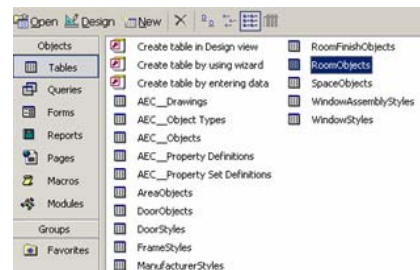 Open Design New
Objects
Tables
Queries
Forms
Reports
Pages
Macros
Modules
Groups
Favorites
Create table in Design view
Create table by using wizard
Create table by entering data
AEC__Drawings
AEC__Object Types
AEC__Objects
AEC__Property Definitions
AEC__Property Set Definitions
AreaObjects
DoorObjects
DoorStyles
FrameStyles
ManufacturerStyles
RoomFinishObjects
RoomObjects
SpaceObjects
WindowAssemblyStyles
WindowStyles